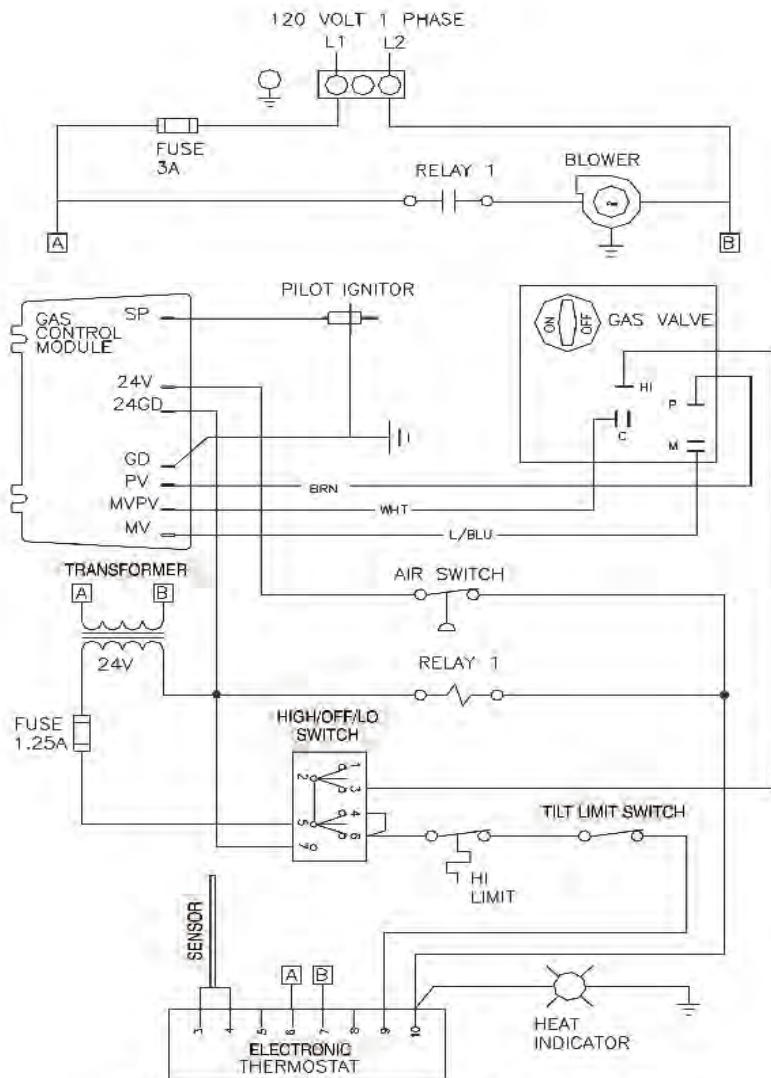 120 VOLT 1 PHASE
L1
L2
FUSE
3A
RELAY 1
BLOWER
A
B
GAS
CONTROL
MODULE
SP
24V
24GD
GD
PV
MVPV
MV
PILOT IGNITOR
ON
OFF
GAS VALVE
HI
P
C
M
BRN
WHT
L/BLU
TRANSFORMER
A
B
24V
AIR SWITCH
RELAY 1
FUSE
1.25A
HIGH/OFF/LO
SWITCH
1
2
3
4
5
6
7
TILT LIMIT SWITCH
HI
LIMIT
SENSOR
A
B
3
4
5
6
7
8
9
10
ELECTRONIC
THERMOSTAT
HEAT
INDICATOR